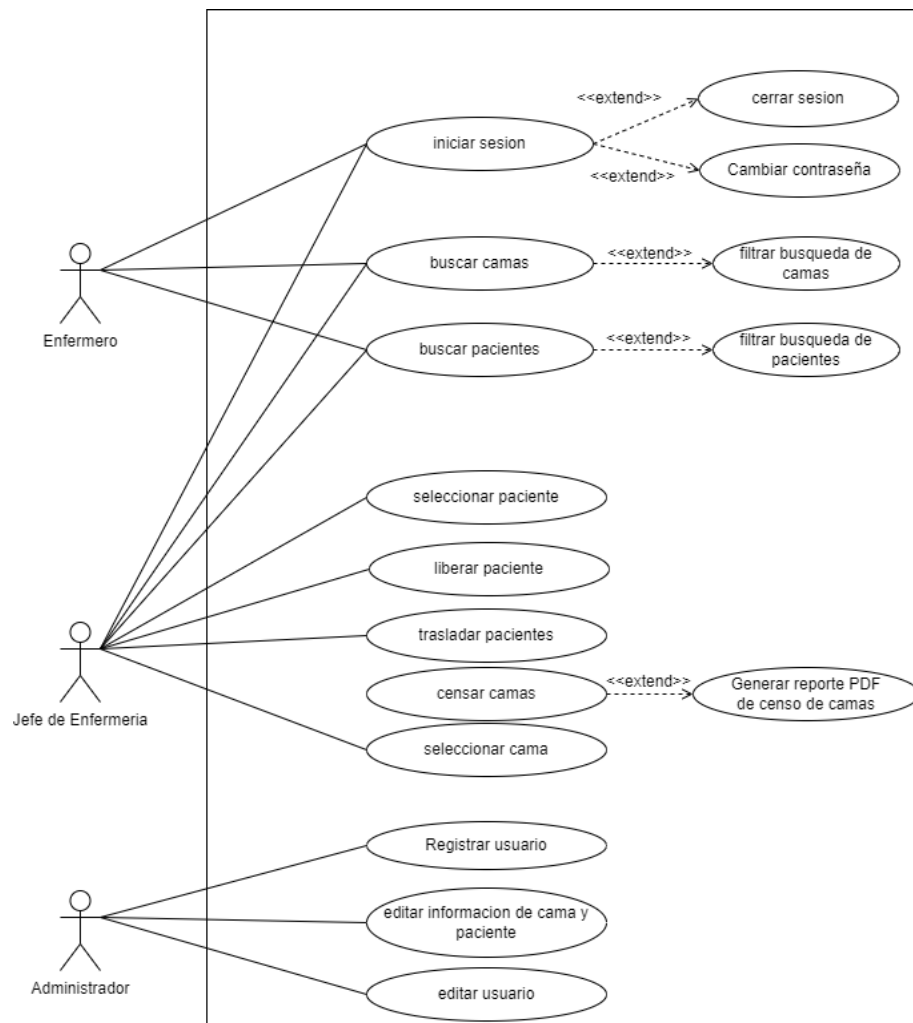 <<extend>>
cerrar sesion
iniciar sesion
<<extend>>
Cambiar contraseña
Enfermero
buscar camas
<<extend>>
filtrar busqueda de
camas
buscar pacientes
<<extend>>
filtrar busqueda de
pacientes
seleccionar paciente
liberar paciente
trasladar pacientes
Jefe de Enfermeria
censar camas
<<extend>>
Generar reporte PDF
de censo de camas
seleccionar cama
Registrar usuario
editar informacion de cama y
paciente
Administrador
editar usuario